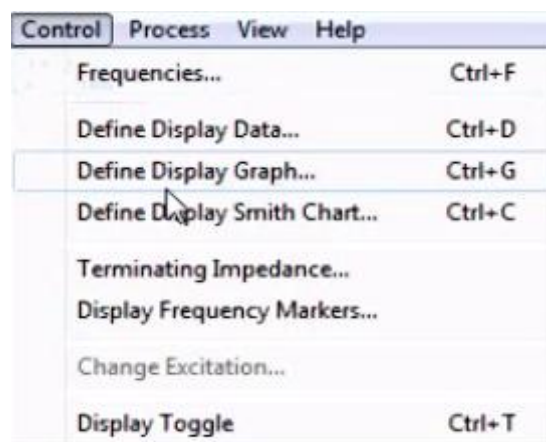 Control Process View Help
Frequencies... Ctrl+F
Define Display Data... Ctrl+D
Define Display Graph... Ctrl+G
Define Display Smith Chart... Ctrl+C
Terminating Impedance...
Display Frequency Markers...
Change Excitation...
Display Toggle Ctrl+T